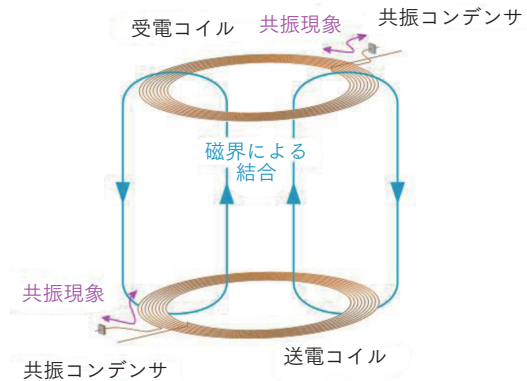 受電コイル
共振現象
共振コンデンサ
磁界による
結合
共振現象
共振コンデンサ
送電コイル